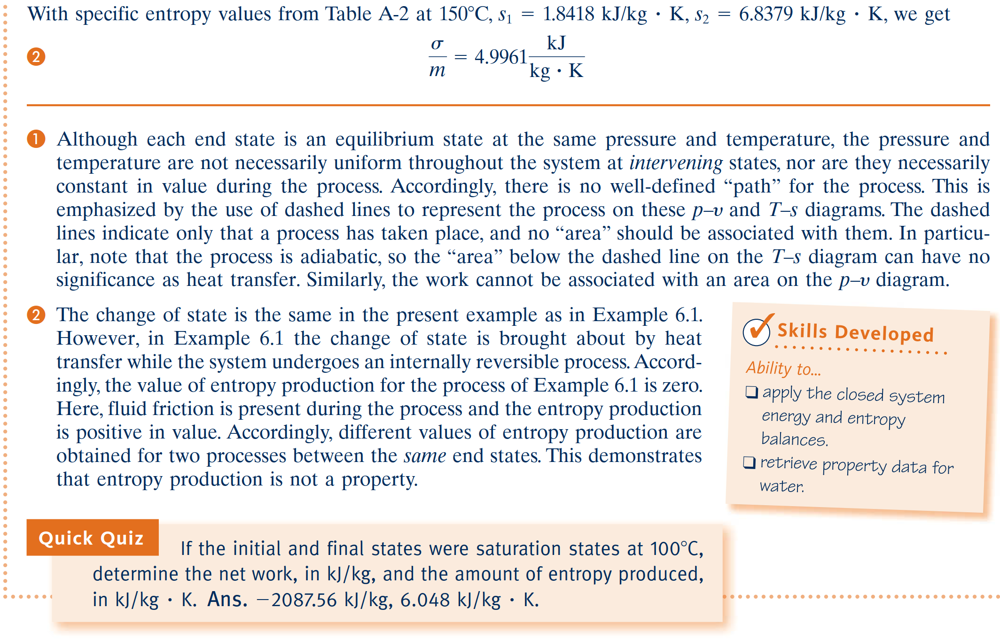 With specific entropy values from Table A-2 at 150°C, s₁ = 1.8418 kJ/kg · K, s₂ = 6.8379 kJ/kg · K, we get
2 σ/m = 4.9961 kJ/kg · K
1 Although each end state is an equilibrium state at the same pressure and temperature, the pressure and
temperature are not necessarily uniform throughout the system at intervening states, nor are they necessarily
constant in value during the process. Accordingly, there is no well-defined “path” for the process. This is
emphasized by the use of dashed lines to represent the process on these p–υ and T–s diagrams. The dashed
lines indicate only that a process has taken place, and no “area” should be associated with them. In particu-
lar, note that the process is adiabatic, so the “area” below the dashed line on the T–s diagram can have no
significance as heat transfer. Similarly, the work cannot be associated with an area on the p–υ diagram.
2 The change of state is the same in the present example as in Example 6.1.
However, in Example 6.1 the change of state is brought about by heat
transfer while the system undergoes an internally reversible process. Accord-
ingly, the value of entropy production for the process of Example 6.1 is zero.
Here, fluid friction is present during the process and the entropy production
is positive in value. Accordingly, different values of entropy production are
obtained for two processes between the same end states. This demonstrates
that entropy production is not a property.
✓ Skills Developed
Ability to...
❑ apply the closed system
energy and entropy
balances.
❑ retrieve property data for
water.
Quick Quiz
If the initial and final states were saturation states at 100°C,
determine the net work, in kJ/kg, and the amount of entropy produced,
in kJ/kg · K. Ans. −2087.56 kJ/kg, 6.048 kJ/kg · K.